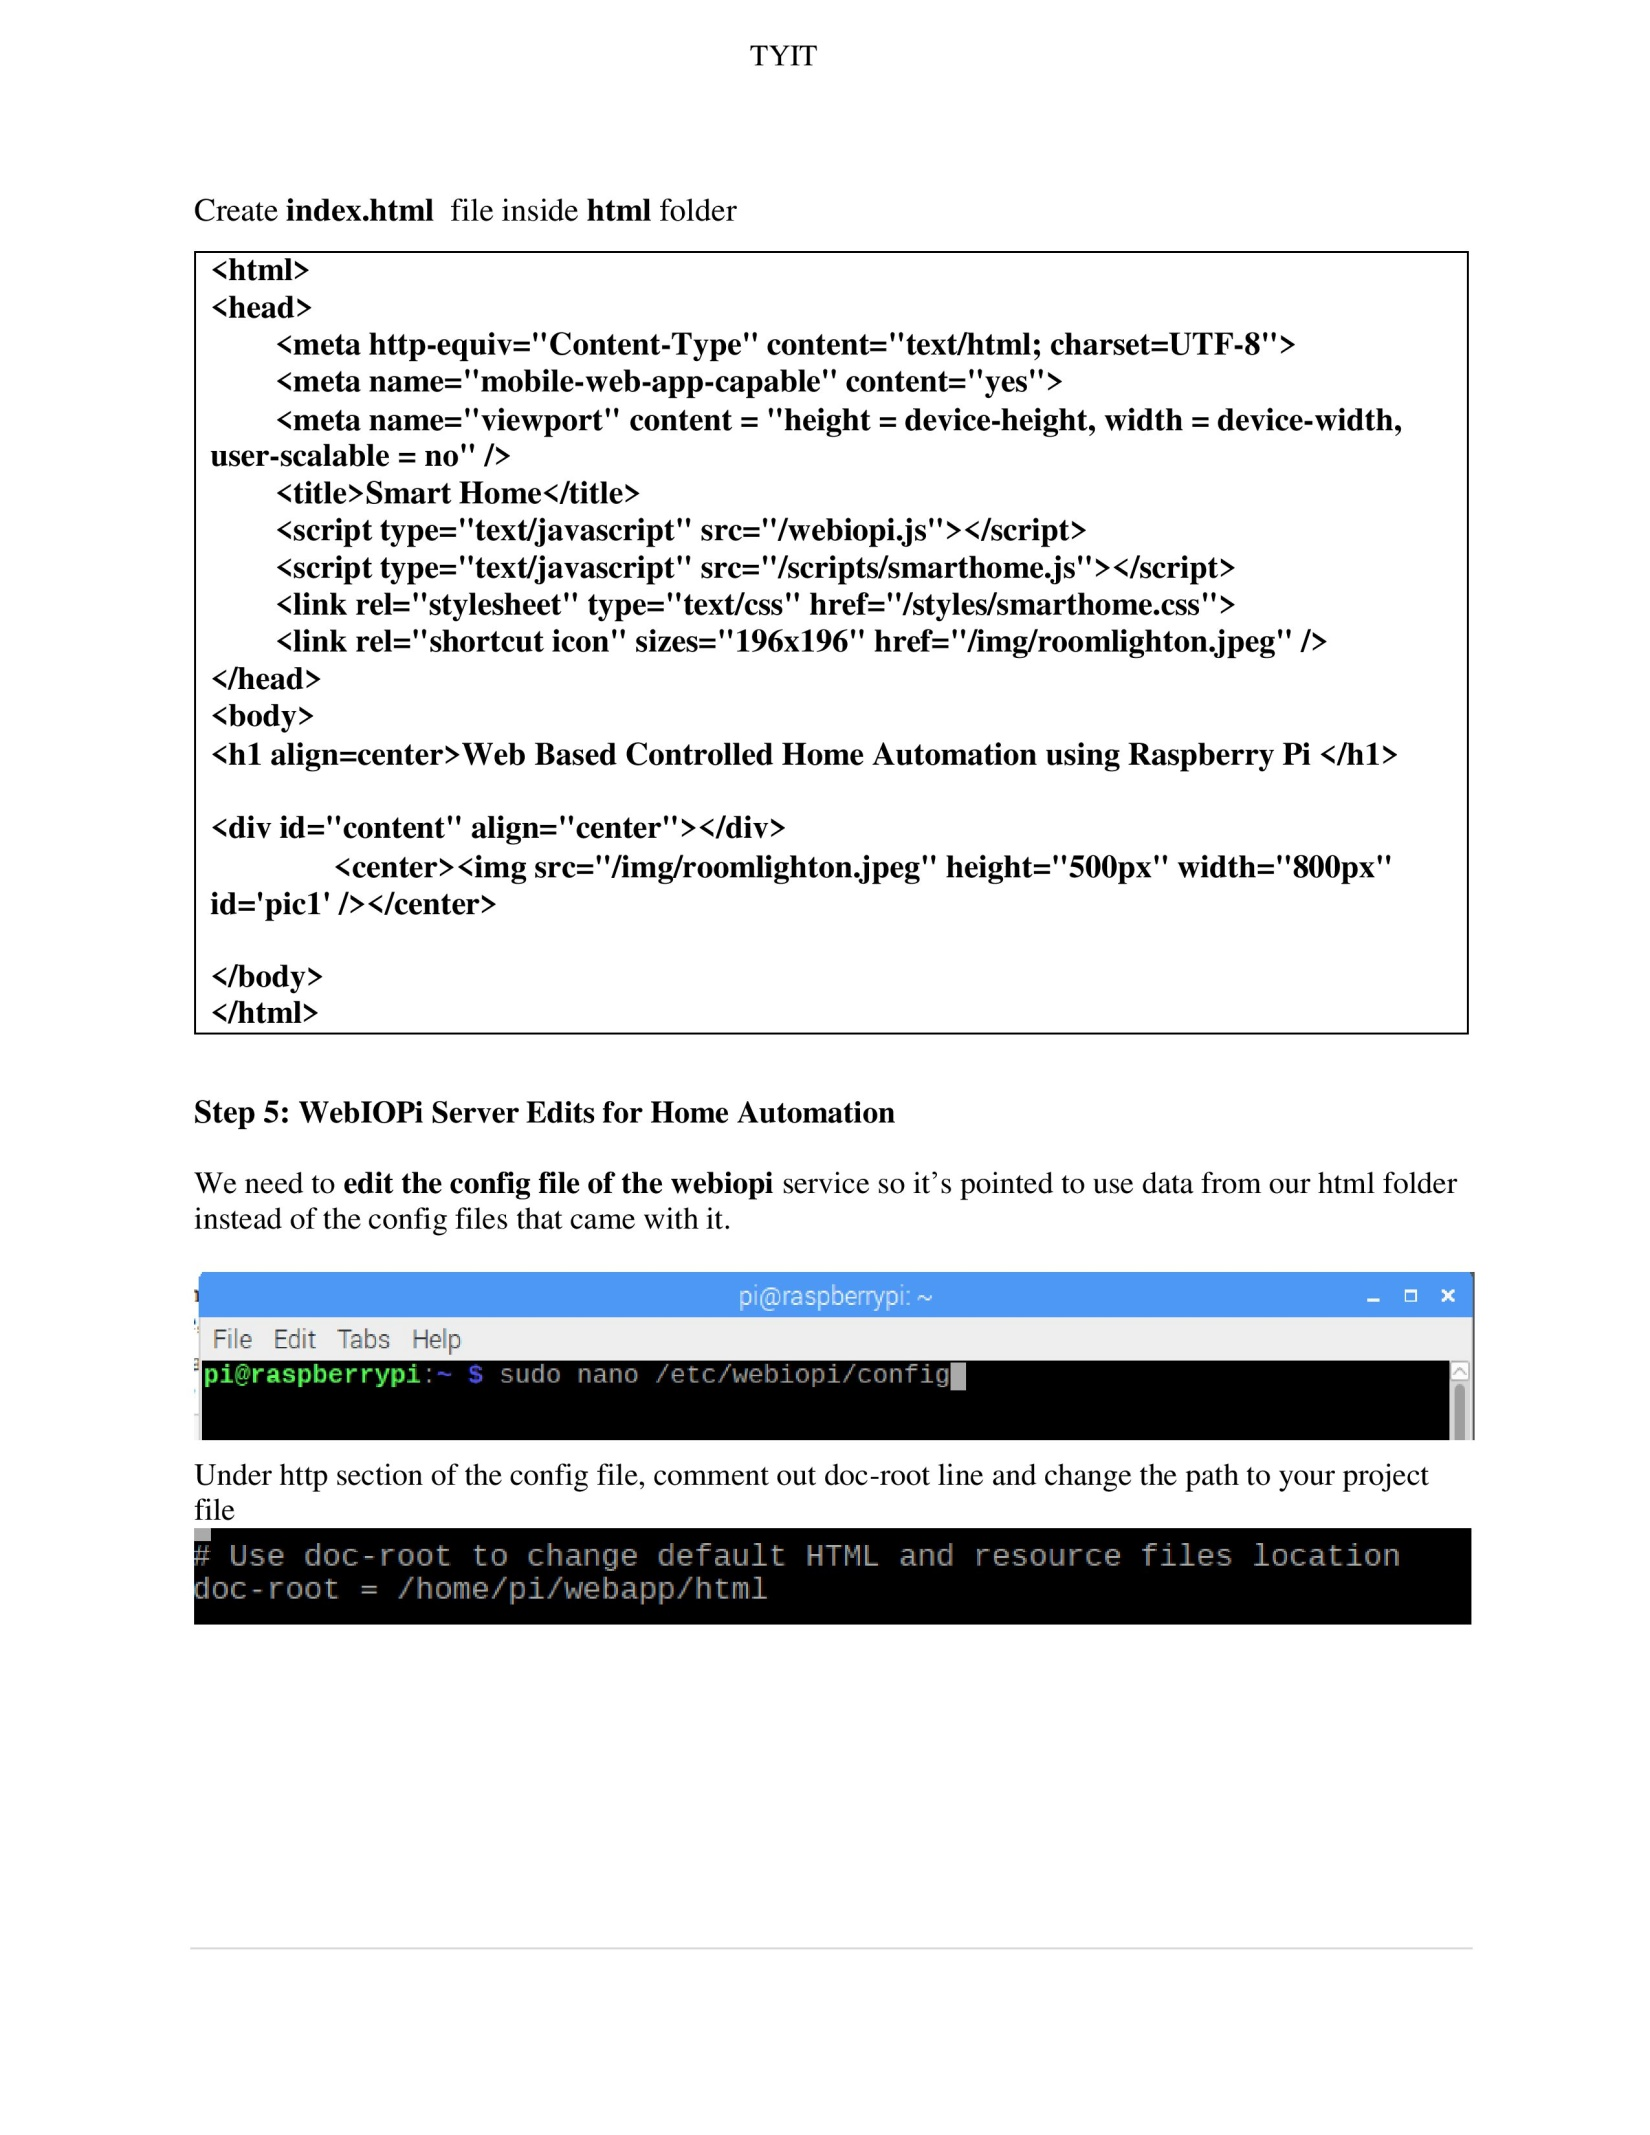 TYIT
Create index.html file inside html folder
<html>
<head>
<meta http-equiv="Content-Type" content="text/html; charset=UTF-8">
<meta name="mobile-web-app-capable" content="yes">
<meta name="viewport" content = "height = device-height, width = device-width,
user-scalable = no" />
<title>Smart Home</title>
<script type="text/javascript" src="/webiopi.js"></script>
<script type="text/javascript" src="/scripts/smarthome.js"></script>
<link rel="stylesheet" type="text/css" href="/styles/smarthome.css">
<link rel="shortcut icon" sizes="196x196" href="/img/roomlighton.jpeg" />
</head>
<body>
<h1 align=center>Web Based Controlled Home Automation using Raspberry Pi </h1>
<div id="content" align="center"></div>
<center><img src="/img/roomlighton.jpeg" height="500px" width="800px"
id='pic1' /></center>
</body>
</html>
Step 5: WebIOPi Server Edits for Home Automation
We need to edit the config file of the webiopi service so it’s pointed to use data from our html folder
instead of the config files that came with it.
pi@raspberrypi: ~
File Edit Tabs Help
pi@raspberrypi:~ $ sudo nano /etc/webiopi/config
Under http section of the config file, comment out doc-root line and change the path to your project
file
# Use doc-root to change default HTML and resource files location
doc-root = /home/pi/webapp/html